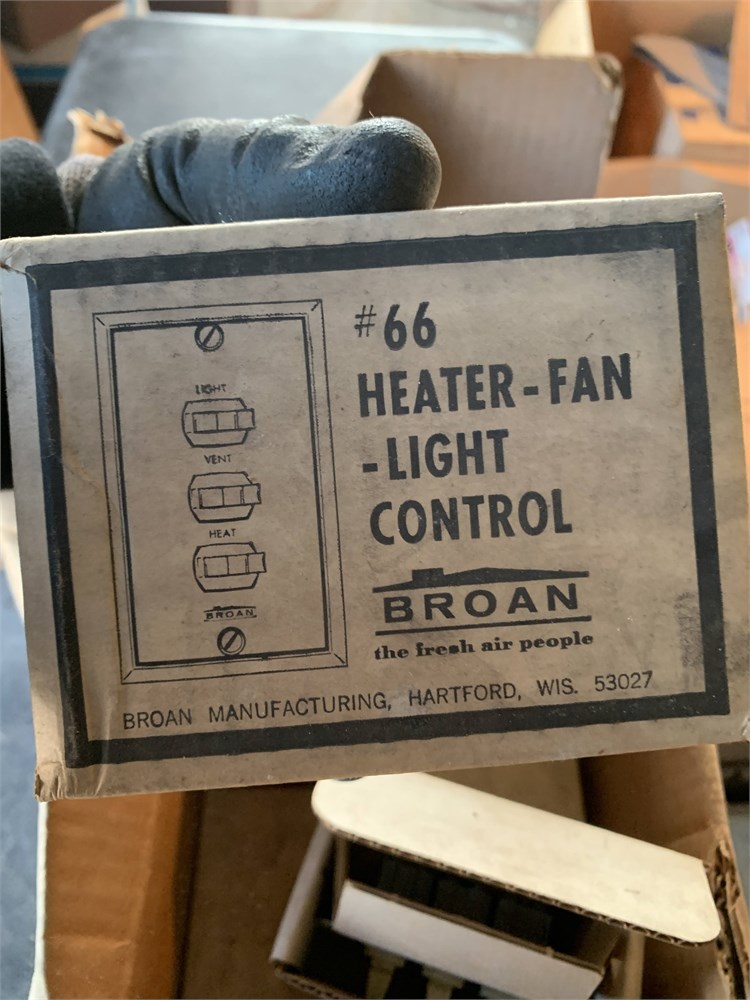 #66
HEATER-FAN
-LIGHT
CONTROL
BROAN
the fresh air people
LIGHT
VENT
HEAT
BROAN
BROAN MANUFACTURING, HARTFORD, WIS. 53027